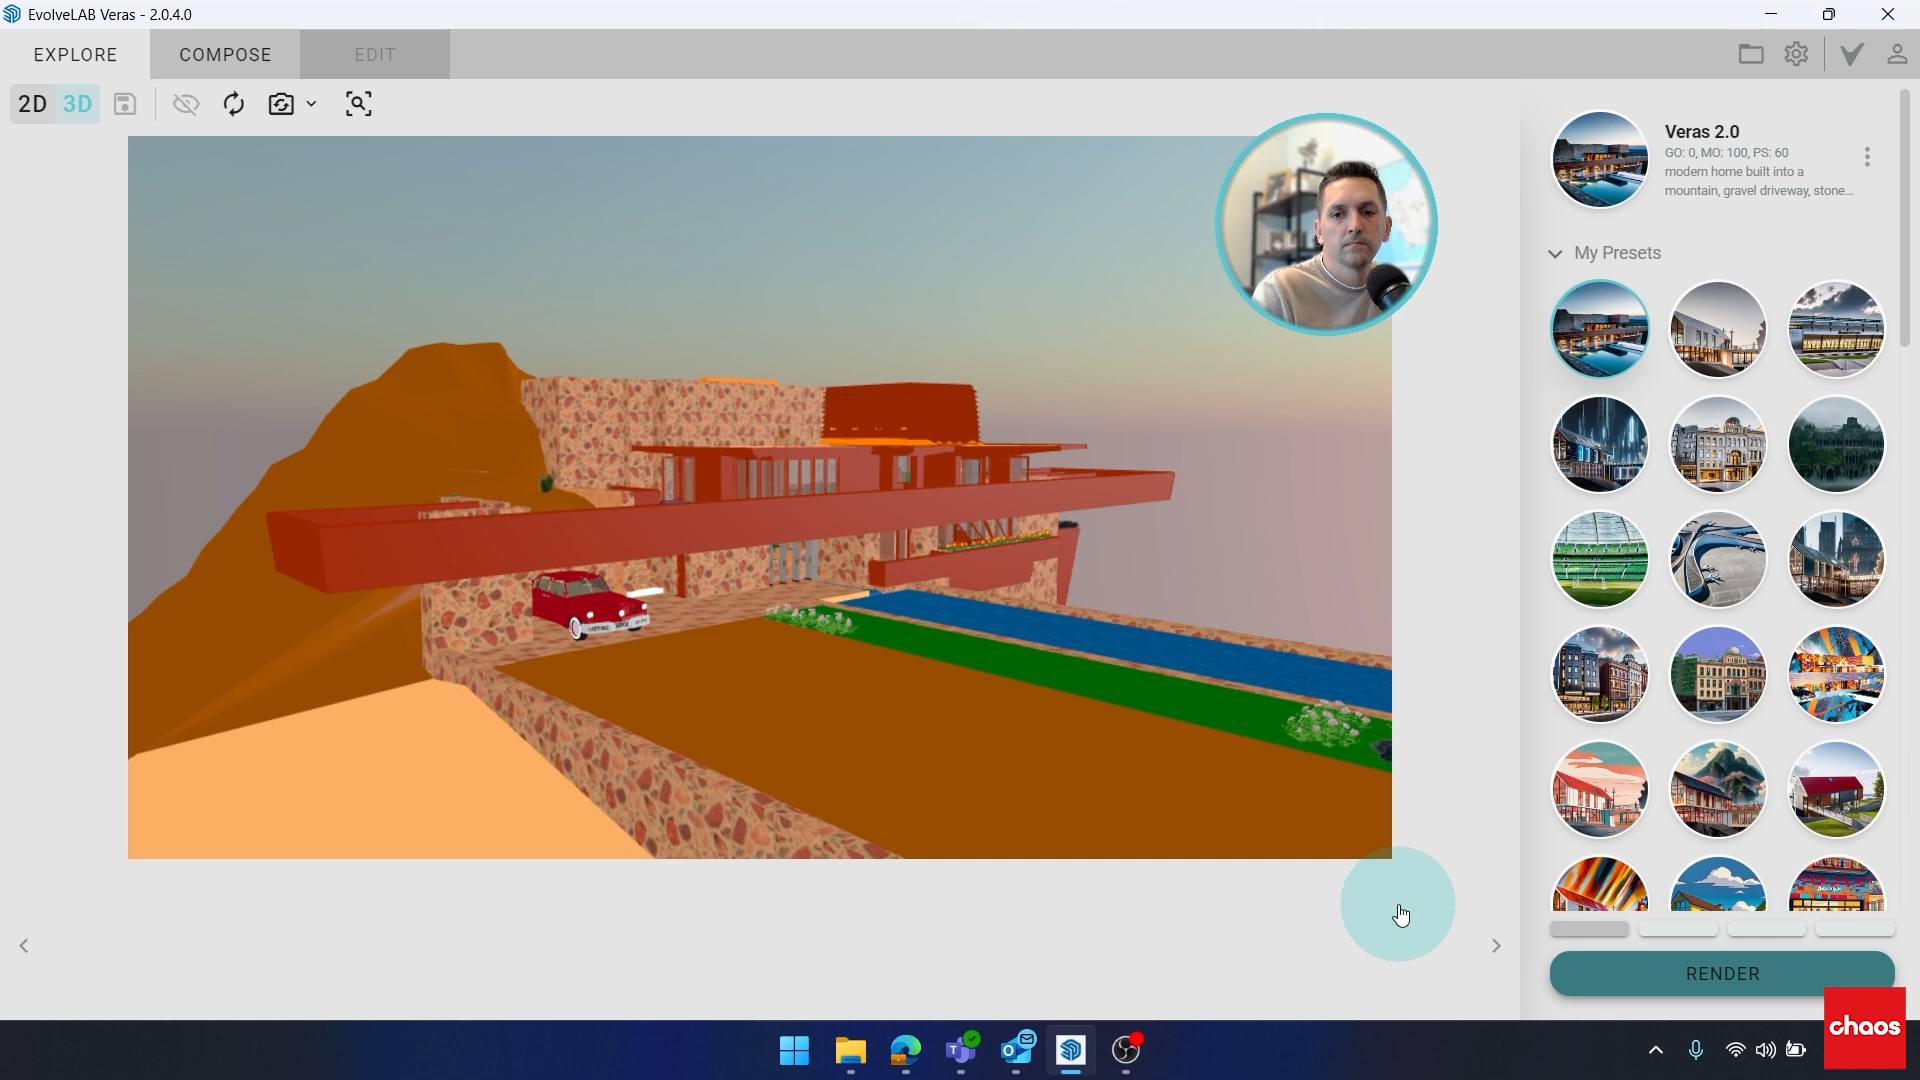 EvolveLAB Veras - 2.0.4.0
EXPLORE
COMPOSE
EDIT
2D
3D
Veras 2.0
GO: 0, MO: 100, PS: 60
modern home built into a
mountain, gravel driveway, stone...
My Presets
RENDER
chaos